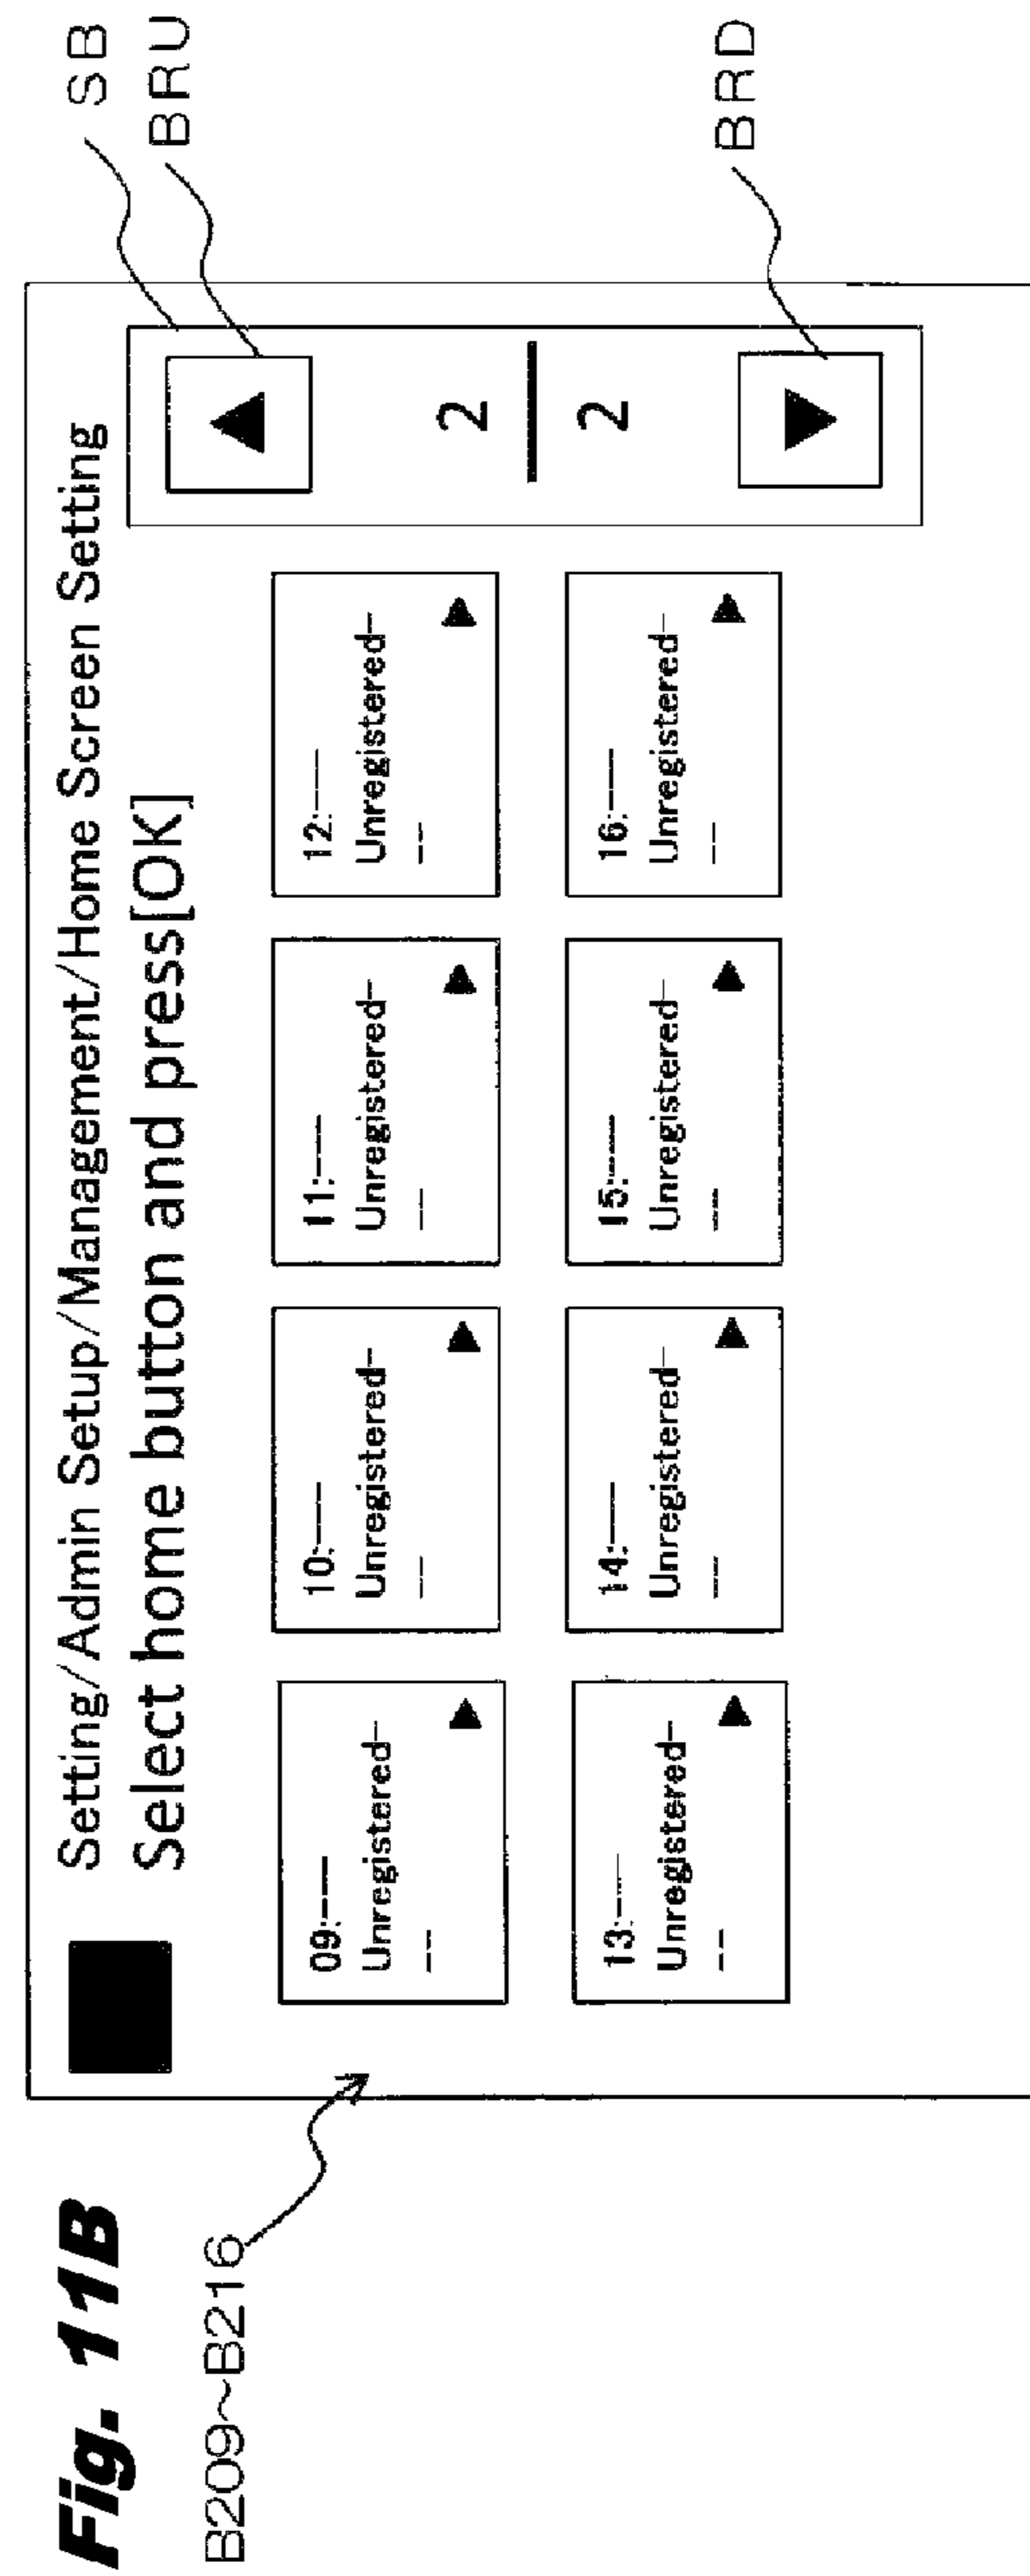 Fig. 11B
B209~B216
SB
BRU
BRD
Setting/Admin Setup/Management/Home Screen Setting
Select home button and press[OK]
09:——
Unregistered—
——
10:——
Unregistered—
——
11:——
Unregistered—
——
12:——
Unregistered—
——
13:——
Unregistered—
——
14:——
Unregistered—
——
15:——
Unregistered—
——
16:——
Unregistered—
——
2
2